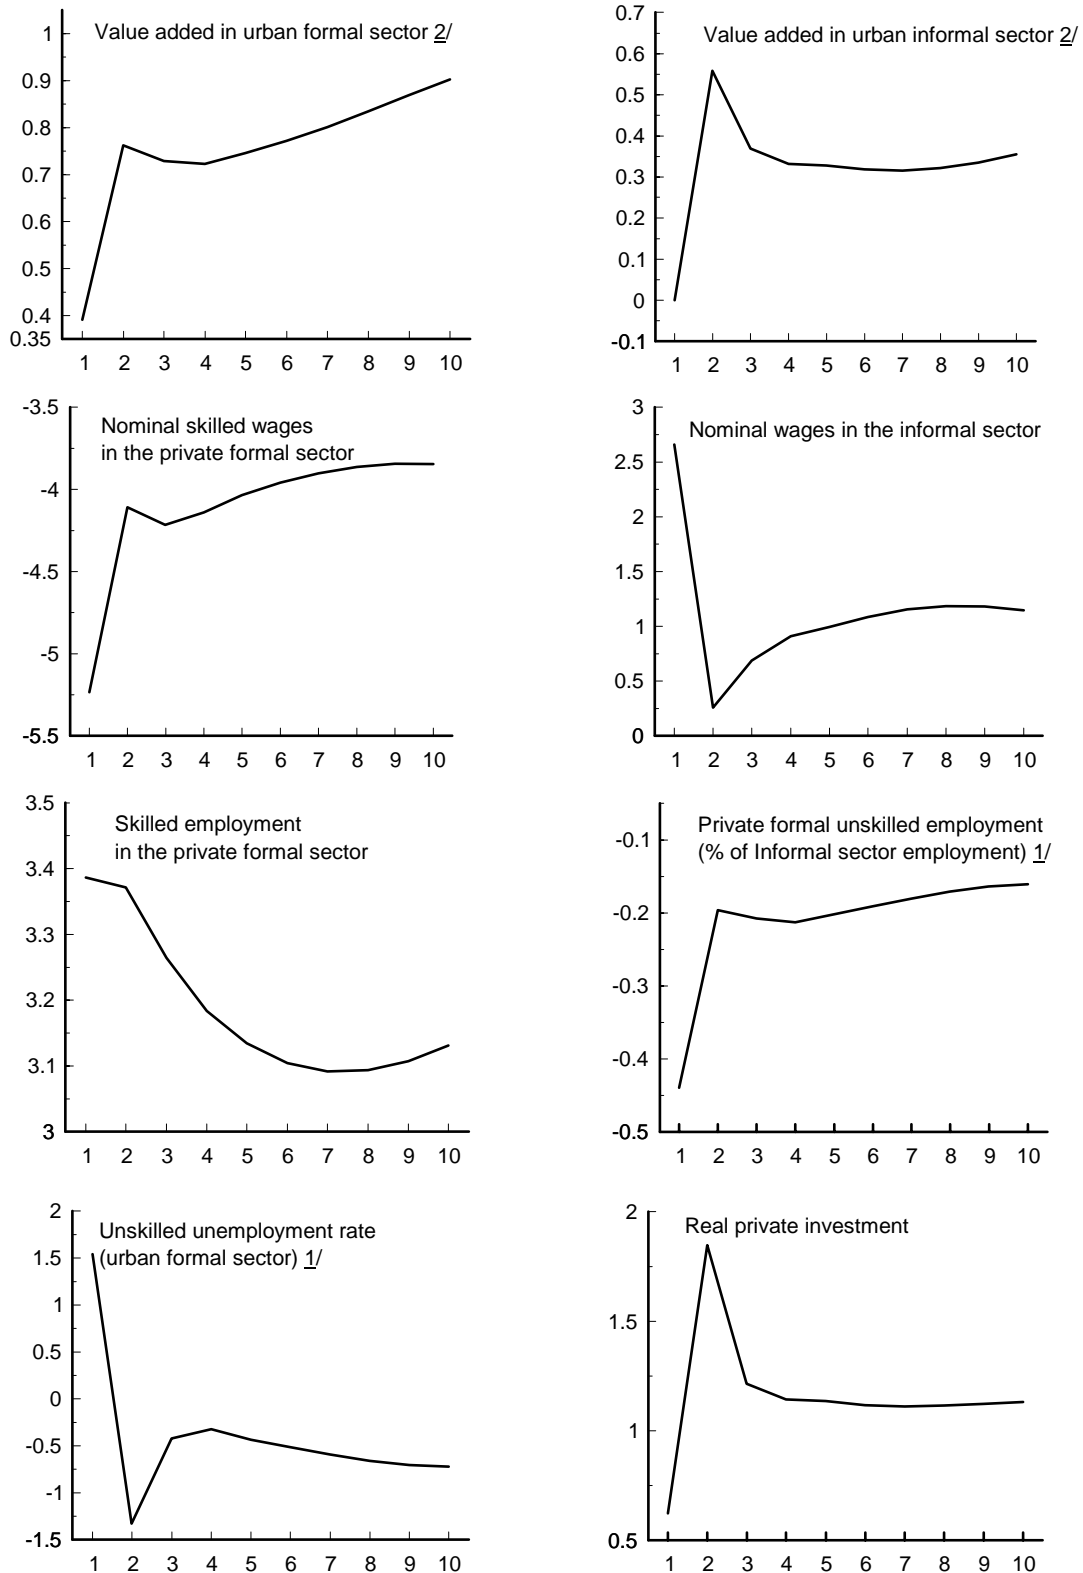 Value added in urban formal sector 2/
1
0.9
0.8
0.7
0.6
0.5
0.4
0.35
1 2 3 4 5 6 7 8 9 10
Value added in urban informal sector 2/
0.7
0.6
0.5
0.4
0.3
0.2
0.1
0
-0.1
1 2 3 4 5 6 7 8 9 10
Nominal skilled wages
in the private formal sector
-3.5
-4
-4.5
-5
-5.5
1 2 3 4 5 6 7 8 9 10
Nominal wages in the informal sector
3
2.5
2
1.5
1
0.5
0
1 2 3 4 5 6 7 8 9 10
Skilled employment
in the private formal sector
3.5
3.4
3.3
3.2
3.1
3
1 2 3 4 5 6 7 8 9 10
Private formal unskilled employment
(% of Informal sector employment) 1/
-0.1
-0.2
-0.3
-0.4
-0.5
1 2 3 4 5 6 7 8 9 10
Unskilled unemployment rate
(urban formal sector) 1/
2
1.5
1
0.5
0
-0.5
-1
-1.5
1 2 3 4 5 6 7 8 9 10
Real private investment
2
1.5
1
0.5
1 2 3 4 5 6 7 8 9 10